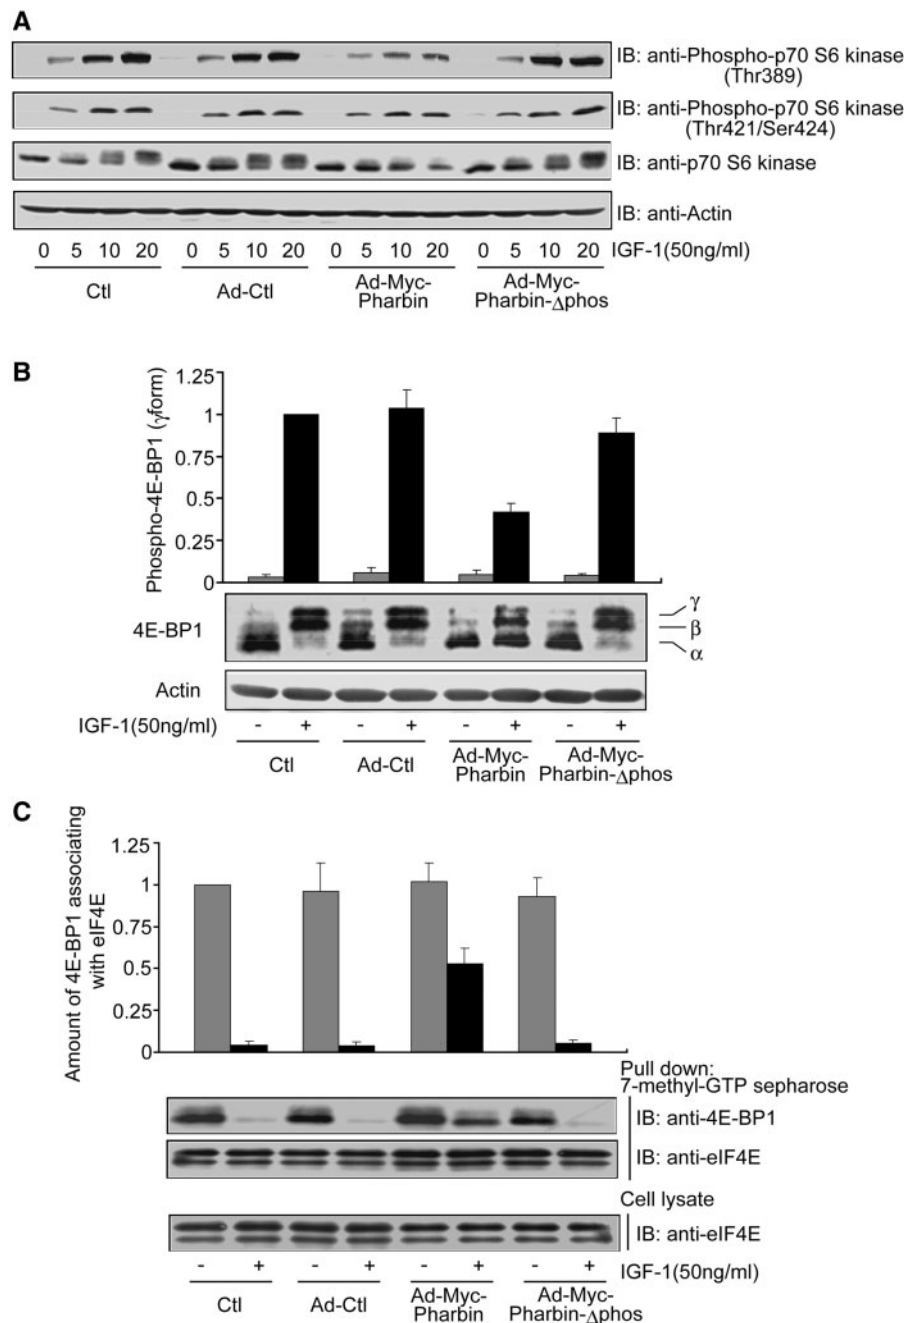 A
IB: anti-Phospho-p70 S6 kinase
(Thr389)
IB: anti-Phospho-p70 S6 kinase
(Thr421/Ser424)
IB: anti-p70 S6 kinase
IB: anti-Actin
0 5 10 20 0 5 10 20 0 5 10 20 0 5 10 20 IGF-1(50ng/ml)
Ctl Ad-Ctl Ad-Myc-Pharbin Ad-Myc-Pharbin-Δphos
B
Phospho-4E-BP1 (γform)
1.25
1
0.75
0.5
0.25
0
4E-BP1
γ
β
α
Actin
IGF-1(50ng/ml) - + - + - + - +
Ctl Ad-Ctl Ad-Myc-Pharbin Ad-Myc-Pharbin-Δphos
C
Amount of 4E-BP1 associating
with eIF4E
1.25
1
0.75
0.5
0.25
0
Pull down:
7-methyl-GTP sepharose
IB: anti-4E-BP1
IB: anti-eIF4E
Cell lysate
IB: anti-eIF4E
- + - + - + - + IGF-1(50ng/ml)
Ctl Ad-Ctl Ad-Myc-Pharbin Ad-Myc-Pharbin-Δphos